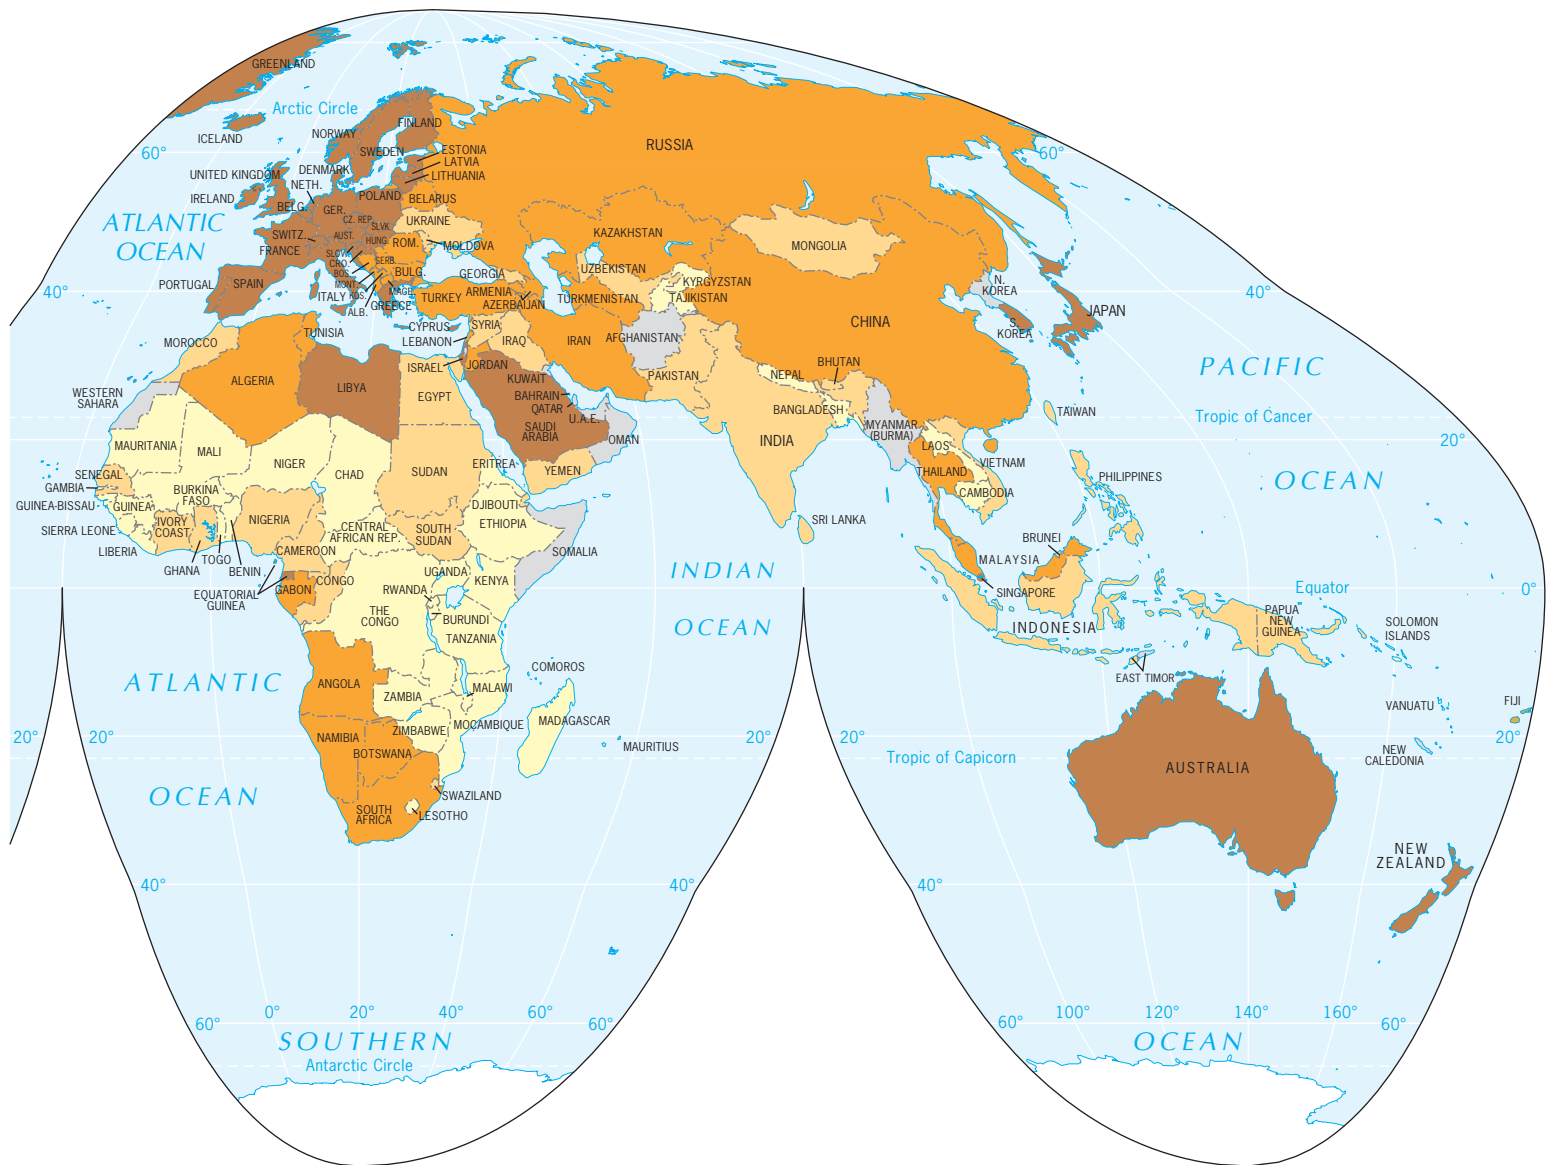 GREENLAND
Arctic Circle
ICELAND
NORWAY
FINLAND
SWEDEN
RUSSIA
60°
60°
ESTONIA
LATVIA
LITHUANIA
UNITED KINGDOM
DENMARK
NETH.
IRELAND
BELG.
GER.
POLAND
BELARUS
CZ. REP.
SLVK.
UKRAINE
ATLANTIC
OCEAN
SWITZ.
AUST.
HUNG.
ROM.
MOLDOVA
FRANCE
SLOV.
CRO.
BOS.
SERB.
BULG.
MONT.
KOS.
MACE.
PORTUGAL
SPAIN
ITALY
ALB.
GREECE
40°
40°
KAZAKHSTAN
MONGOLIA
GEORGIA
UZBEKISTAN
KYRGYZSTAN
TURKEY
ARMENIA
AZERBAIJAN
TURKMENISTAN
TAJIKISTAN
N.
KOREA
S.
KOREA
JAPAN
CHINA
MOROCCO
TUNISIA
CYPRUS
LEBANON
SYRIA
IRAQ
IRAN
AFGHANISTAN
ISRAEL
JORDAN
KUWAIT
PAKISTAN
NEPAL
BHUTAN
PACIFIC
WESTERN
SAHARA
ALGERIA
LIBYA
EGYPT
BAHRAIN
QATAR
U.A.E.
SAUDI
ARABIA
OMAN
BANGLADESH
INDIA
MYANMAR
(BURMA)
TAIWAN
Tropic of Cancer
20°
MAURITANIA
MALI
NIGER
CHAD
SUDAN
ERITREA
YEMEN
LAOS
THAILAND
VIETNAM
CAMBODIA
PHILIPPINES
OCEAN
SENEGAL
GAMBIA
GUINEA-BISSAU
GUINEA
SIERRA LEONE
LIBERIA
BURKINA
FASO
IVORY
COAST
GHANA
TOGO
BENIN
NIGERIA
CENTRAL
AFRICAN REP.
CAMEROON
SOUTH
SUDAN
DJIBOUTI
ETHIOPIA
SOMALIA
SRI LANKA
BRUNEI
MALAYSIA
SINGAPORE
INDONESIA
EQUATORIAL
GUINEA
GABON
CONGO
UGANDA
KENYA
RWANDA
BURUNDI
THE
CONGO
TANZANIA
INDIAN
OCEAN
Equator
0°
PAPUA
NEW
GUINEA
SOLOMON
ISLANDS
EAST TIMOR
ATLANTIC
OCEAN
ANGOLA
ZAMBIA
MALAWI
COMOROS
MOCAMBIQUE
MADAGASCAR
ZIMBABWE
NAMIBIA
BOTSWANA
MAURITIUS
20°
20°
20°
20°
20°
VANUATU
FIJI
NEW
CALEDONIA
Tropic of Capicorn
AUSTRALIA
SWAZILAND
SOUTH
AFRICA
LESOTHO
NEW
ZEALAND
40°
40°
40°
0°
20°
40°
60°
60°
60°
60°
100°
120°
140°
160°
60°
SOUTHERN
OCEAN
Antarctic Circle